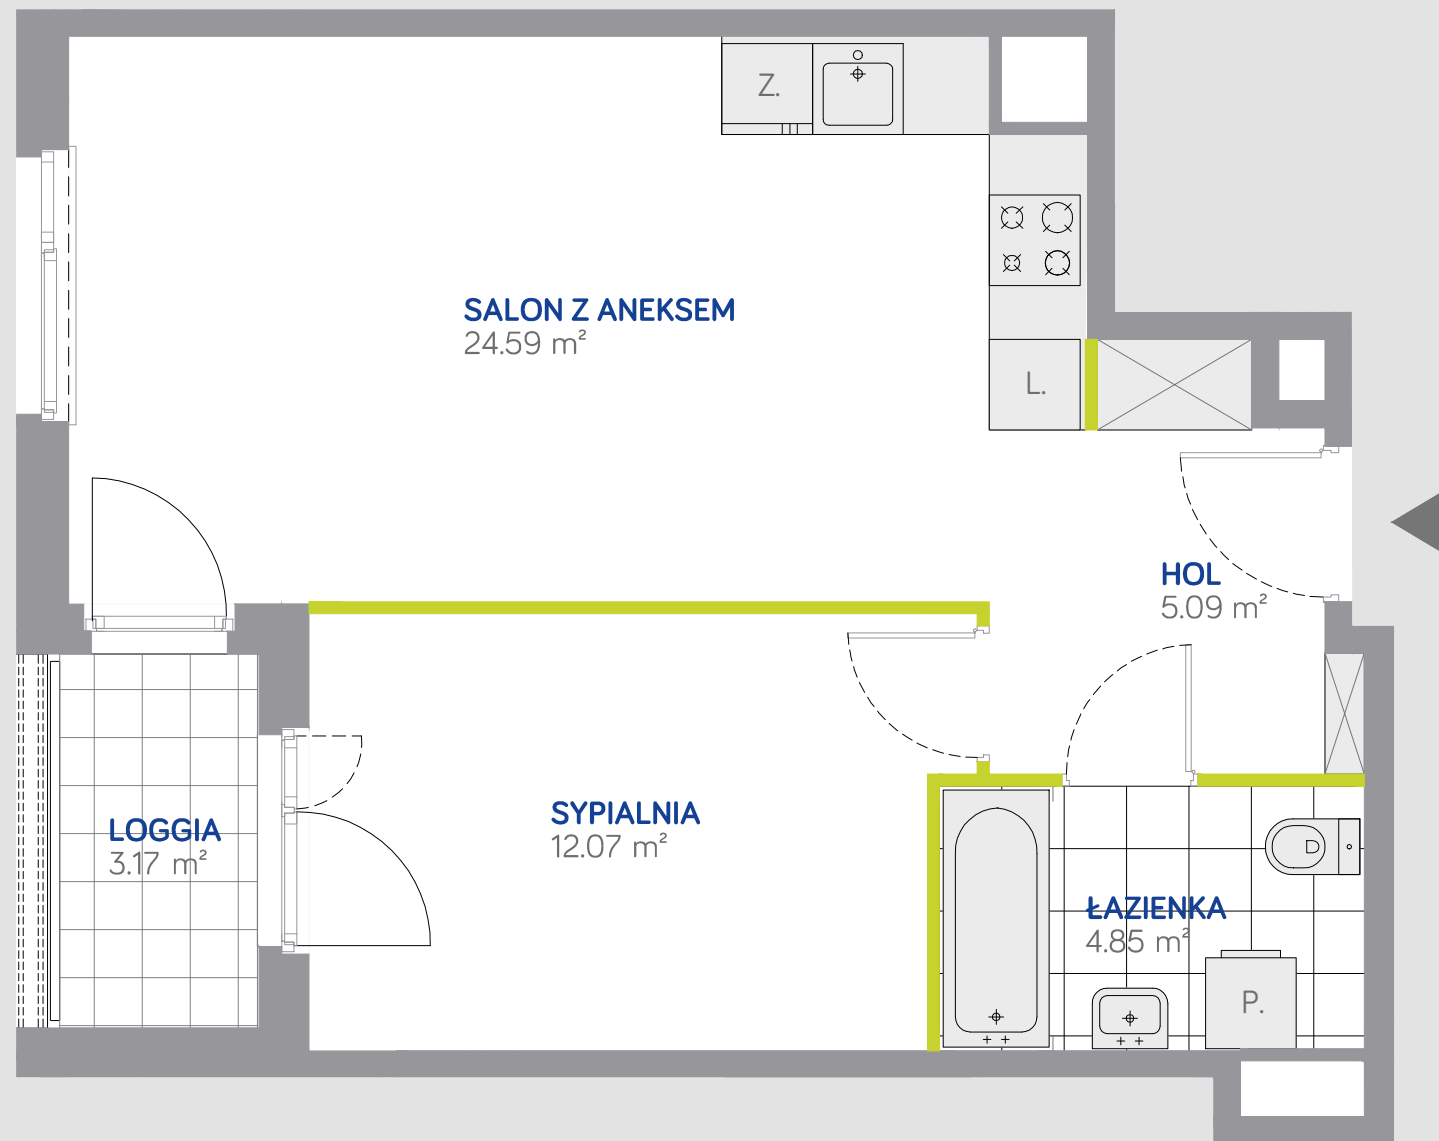 Z.
SALON Z ANEKSEM
24.59 m²
L.
HOL
5.09 m²
SYPIALNIA
12.07 m²
LOGGIA
3.17 m²
ŁAZIENKA
4.85 m²
P.